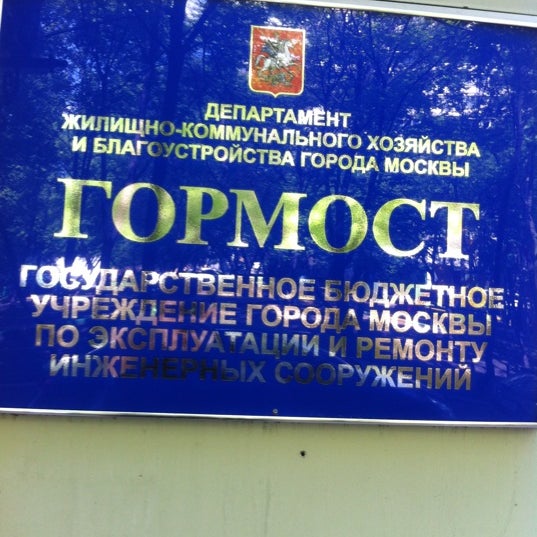 ДЕПАРТАМЕНТ
ЖИЛИЩНО-КОММУНАЛЬНОГО ХОЗЯЙСТВА
И БЛАГОУСТРОЙСТВА ГОРОДА МОСКВЫ
ГОРМОСТ
ГОСУДАРСТВЕННОЕ БЮДЖЕТНОЕ
УЧРЕЖДЕНИЕ ГОРОДА МОСКВЫ
ПО ЭКСПЛУАТАЦИИ И РЕМОНТУ
ИНЖЕНЕРНЫХ СООРУЖЕНИЙ